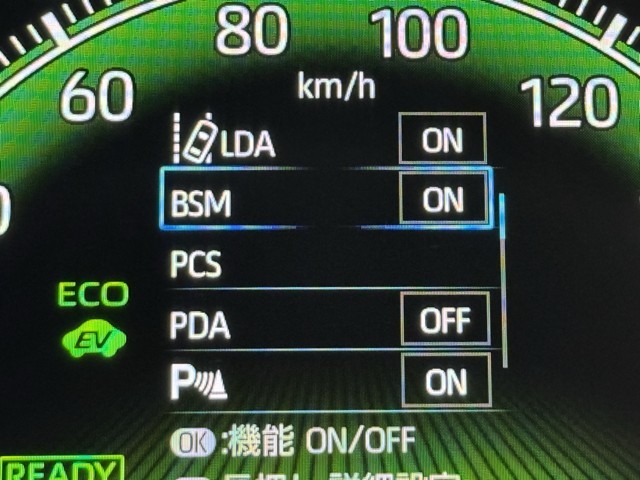 80 100
60 120
km/h
LDA ON
BSM ON
PCS
ECO
EV
PDA OFF
P ON
OK :機能 ON/OFF
READY